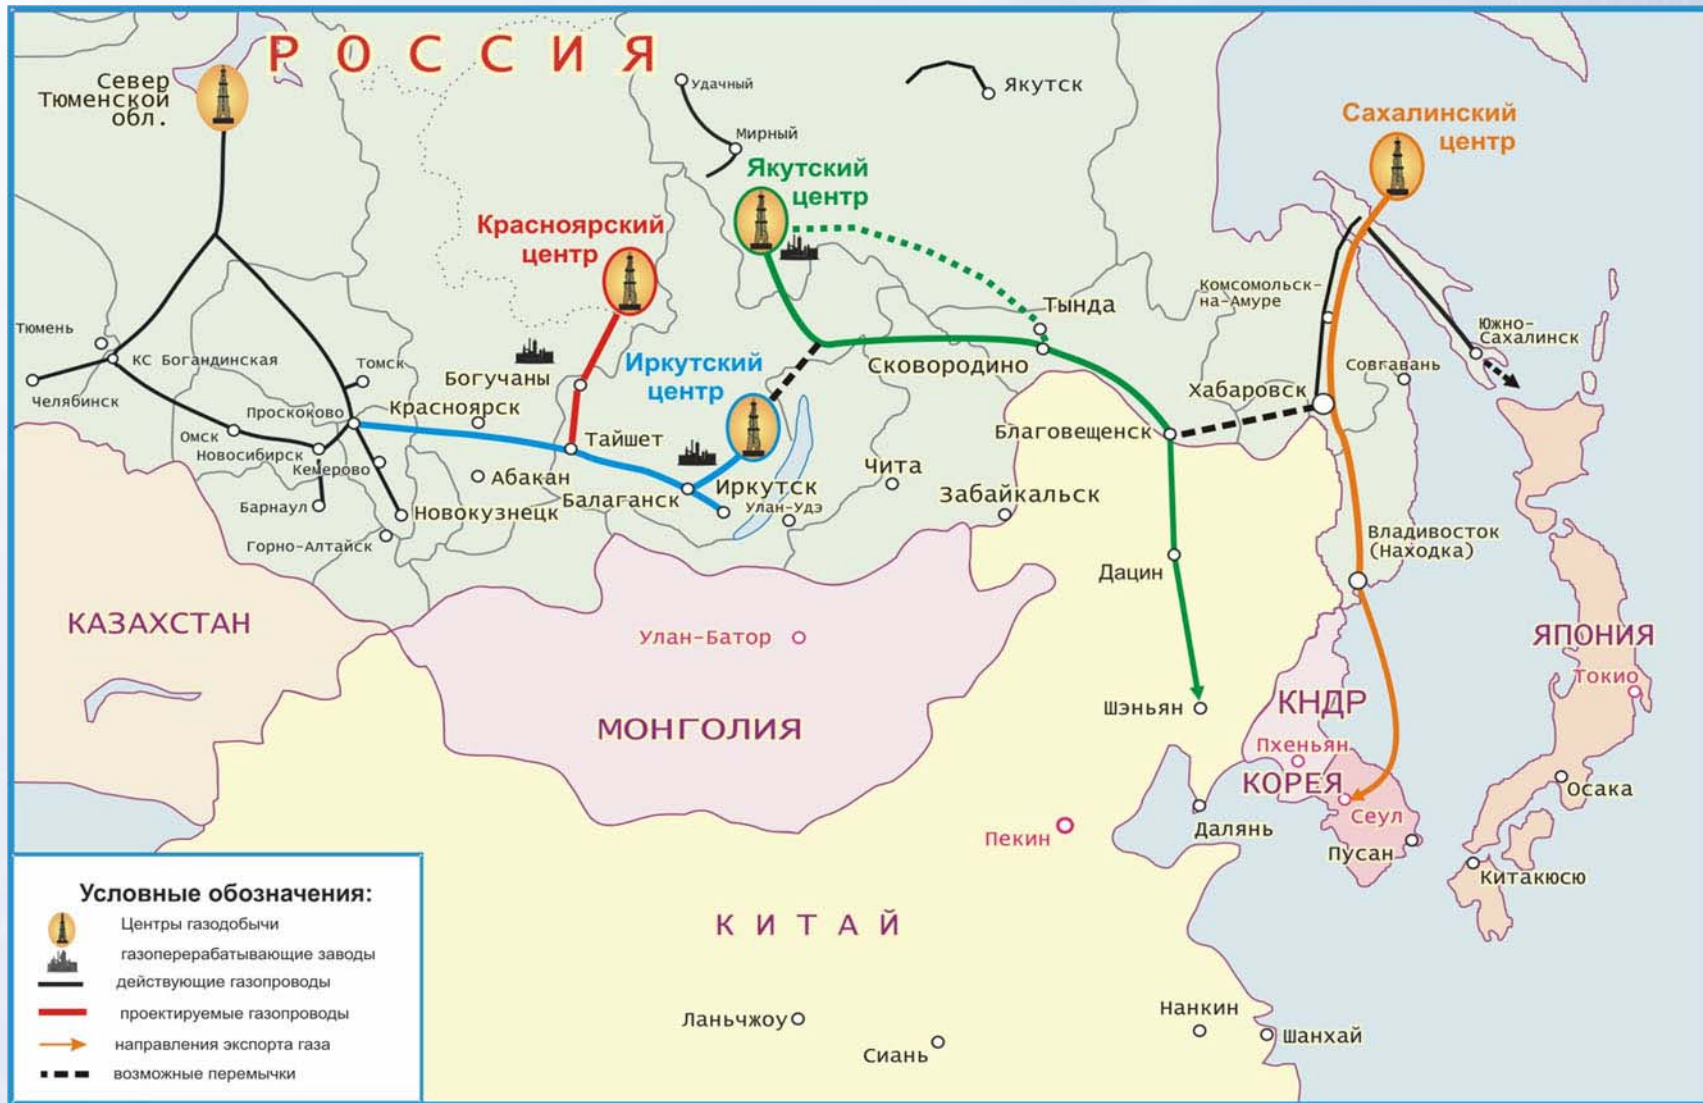 РОССИЯ
Север
Тюменской
обл.
Удачный
Якутск
Мирный
Сахалинский
центр
Якутский
центр
Красноярский
центр
Комсомольск-
на-Амуре
Тында
Тюмень
КС Богандинская
Томск
Иркутский
центр
Сковородино
Южно-
Сахалинск
Совгавань
Богучаны
Хабаровск
Челябинск
Проскоково
Красноярск
Омск
Тайшет
Благовещенск
Новосибирск
Кемерово
Абакан
Чита
Балаганск
Иркутск
Забайкальск
Барнаул
Новокузнецк
Улан-Удэ
Горно-Алтайск
Владивосток
(Находка)
Дацин
КАЗАХСТАН
Улан-Батор
ЯПОНИЯ
Токио
МОНГОЛИЯ
Шэньян
КНДР
Пхеньян
КОРЕЯ
Осака
Сеул
Далянь
Пекин
Пусан
Китакюсю
КИТАЙ
Ланьчжоу
Сиань
Нанкин
Шанхай
Условные обозначения:
Центры газодобычи
газоперерабатывающие заводы
действующие газопроводы
проектируемые газопроводы
направления экспорта газа
возможные перемычки